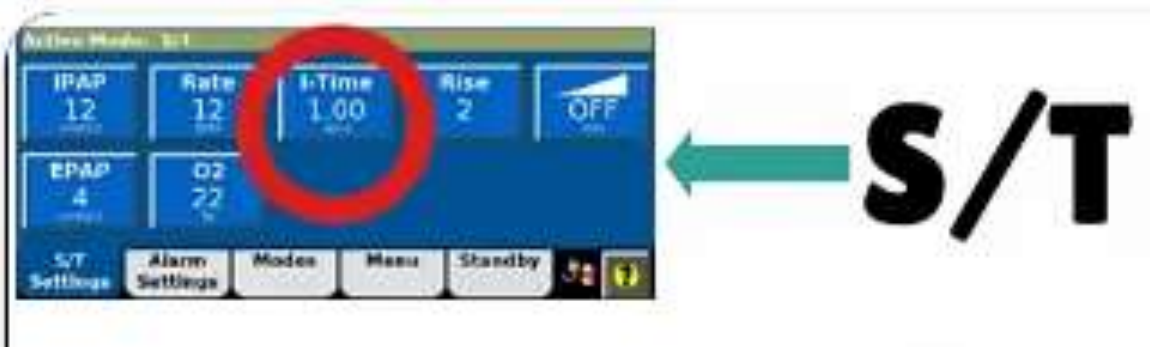 Active Mode: S/T
IPAP Rate I-Time Rise
12 12 1.00 2 OFF
EPAP O2
4 22
S/T Settings Alarm Settings Modes Menu Standby
S/T